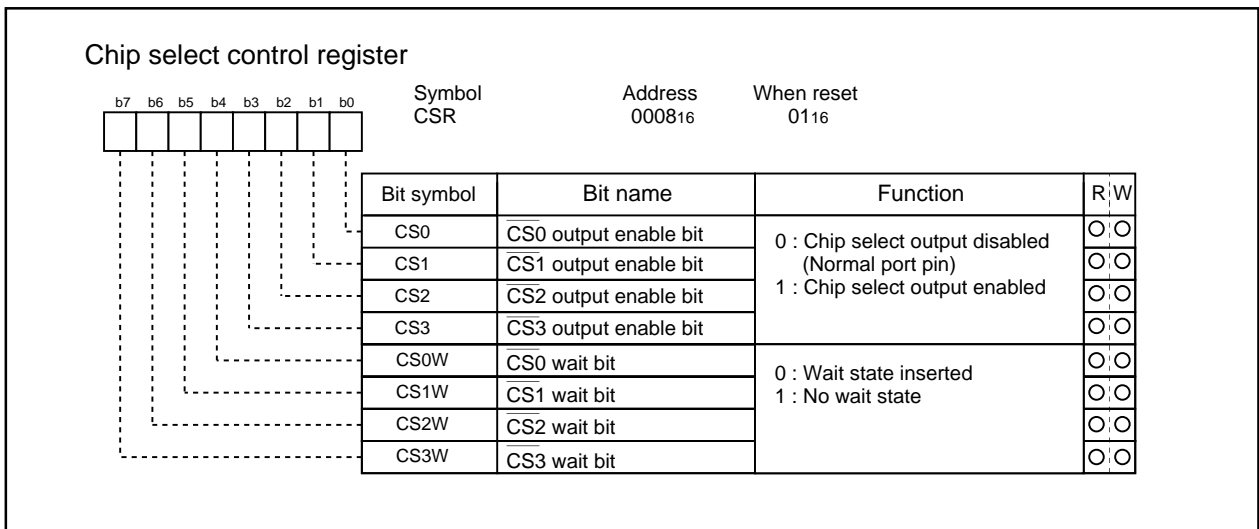 Chip select control register
b7 b6 b5 b4 b3 b2 b1 b0
Symbol Address When reset
CSR 000816 0116
Bit symbol Bit name Function R W
CS0 CS0 output enable bit
CS1 CS1 output enable bit
CS2 CS2 output enable bit
CS3 CS3 output enable bit
0 : Chip select output disabled
(Normal port pin)
1 : Chip select output enabled
CS0W CS0 wait bit
CS1W CS1 wait bit
CS2W CS2 wait bit
CS3W CS3 wait bit
0 : Wait state inserted
1 : No wait state